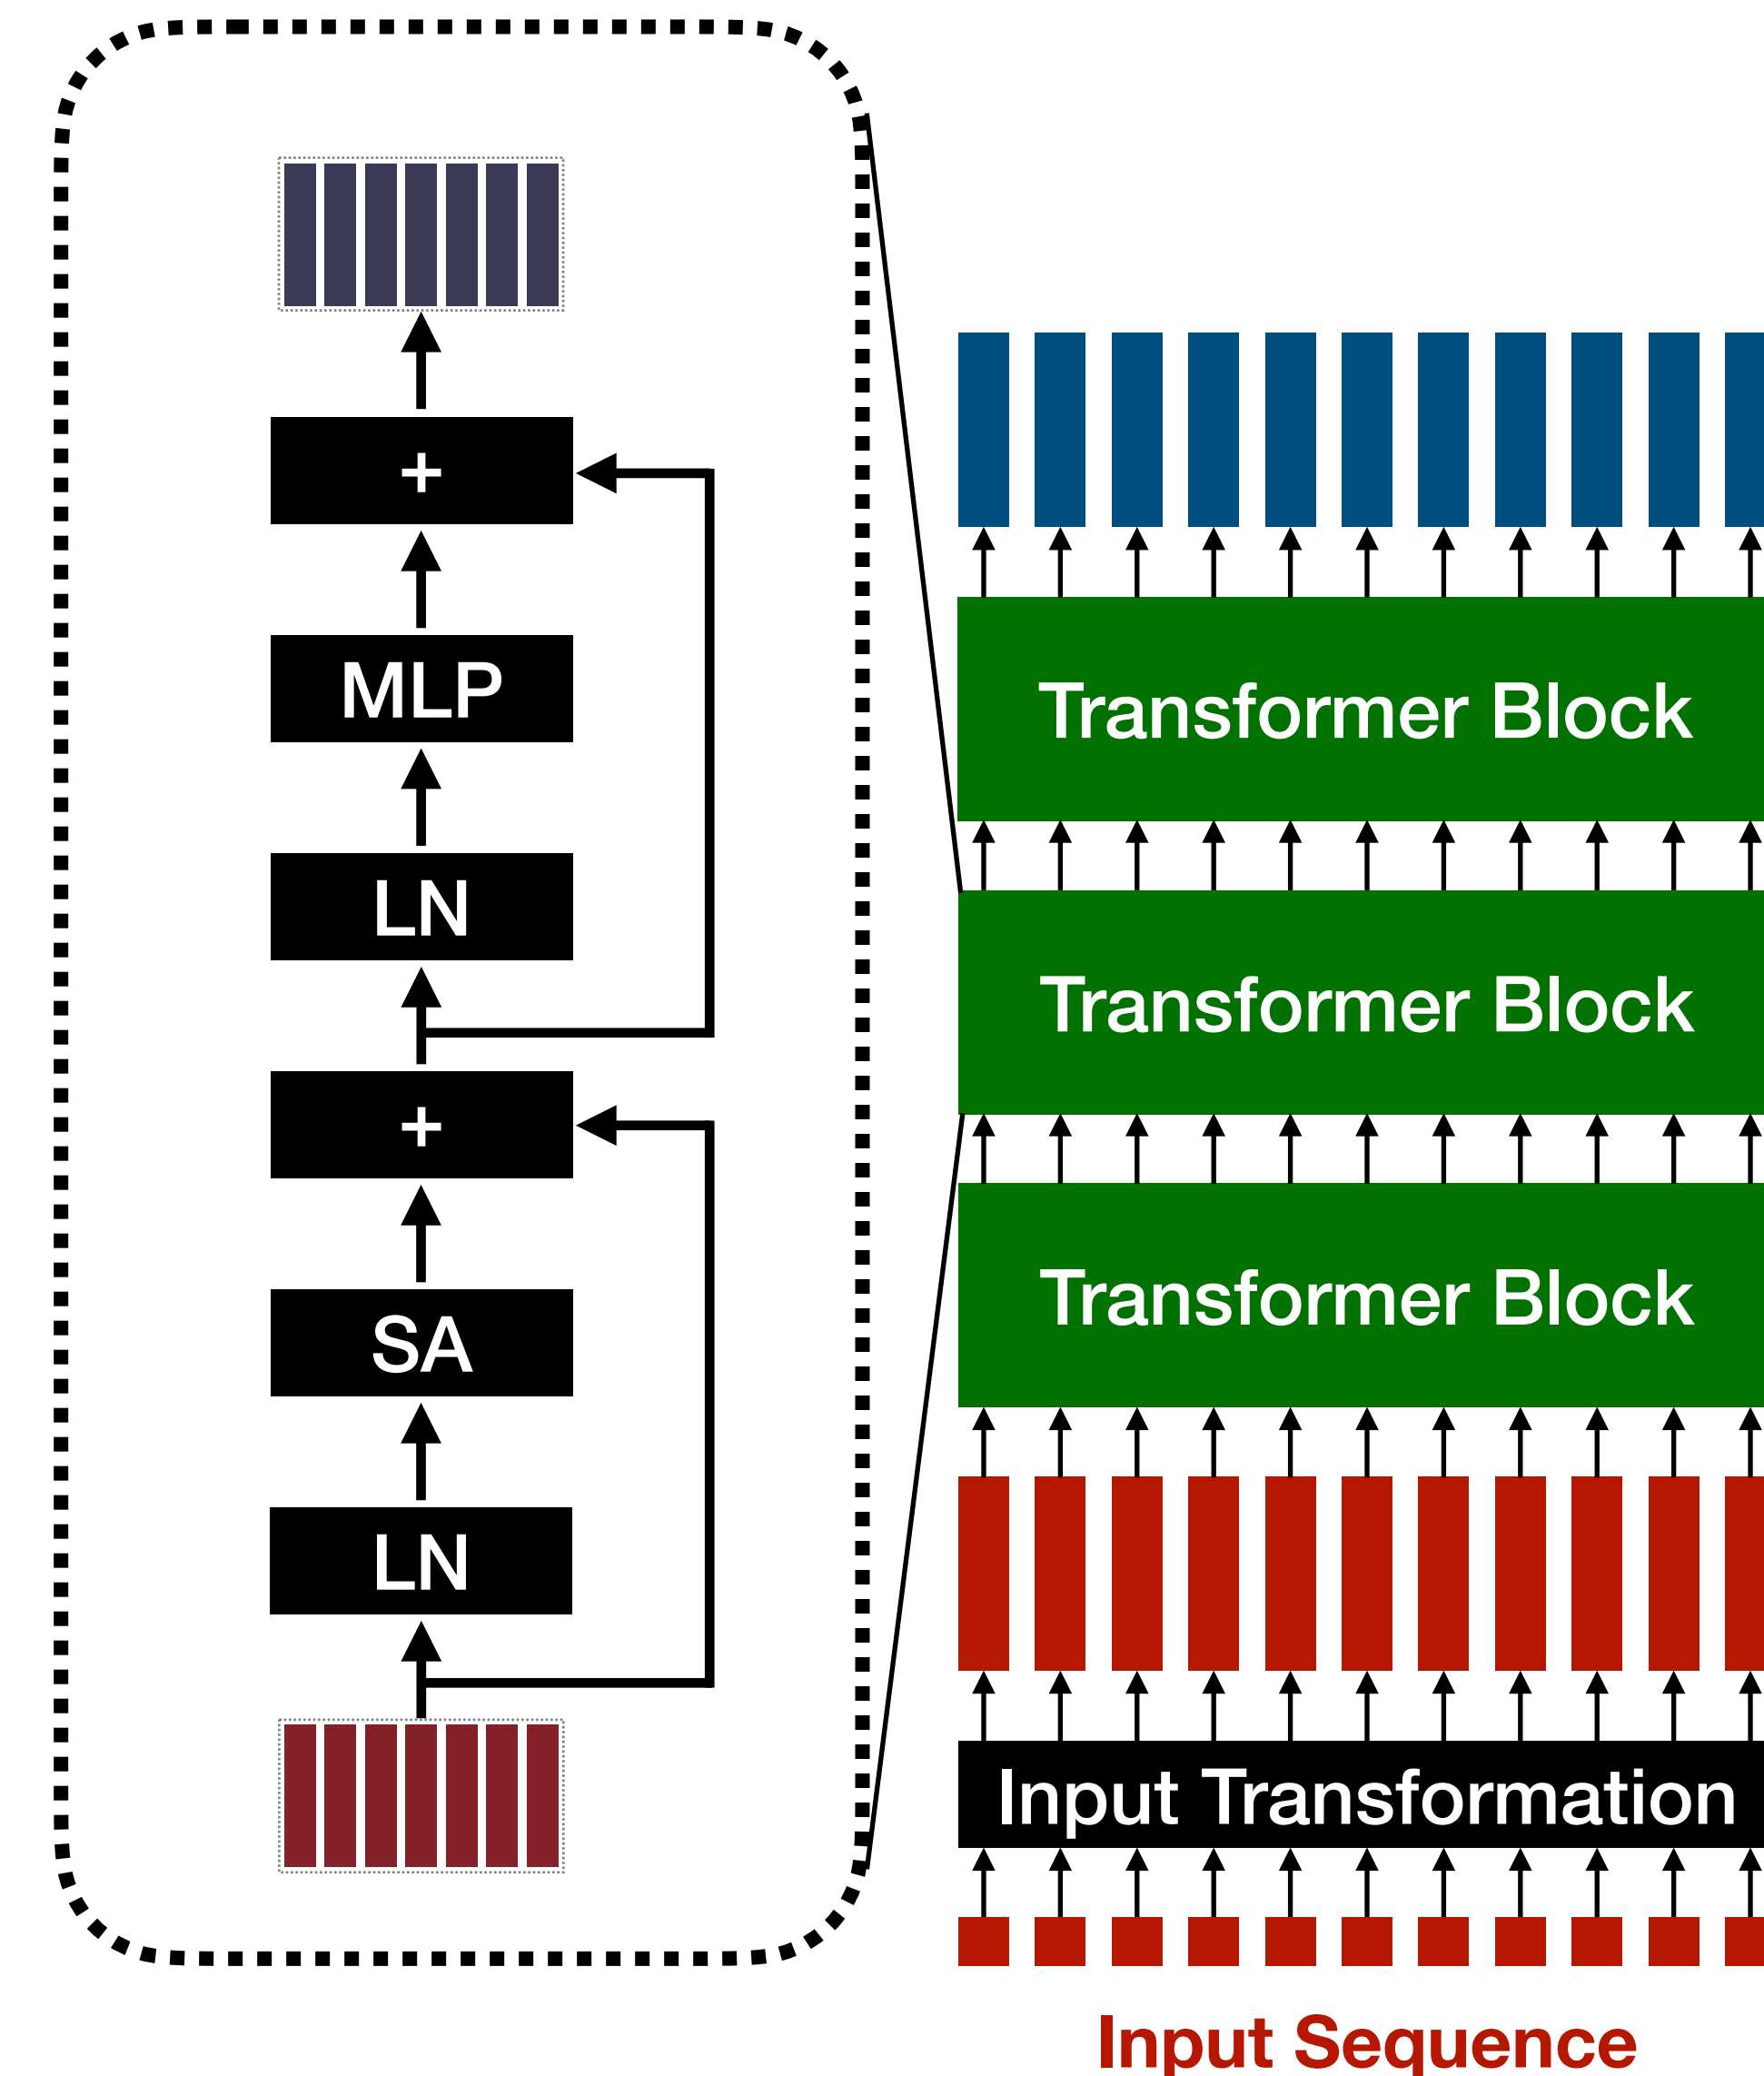 +
MLP
LN
+
SA
LN
Transformer Block
Transformer Block
Transformer Block
Input Transformation
Input Sequence